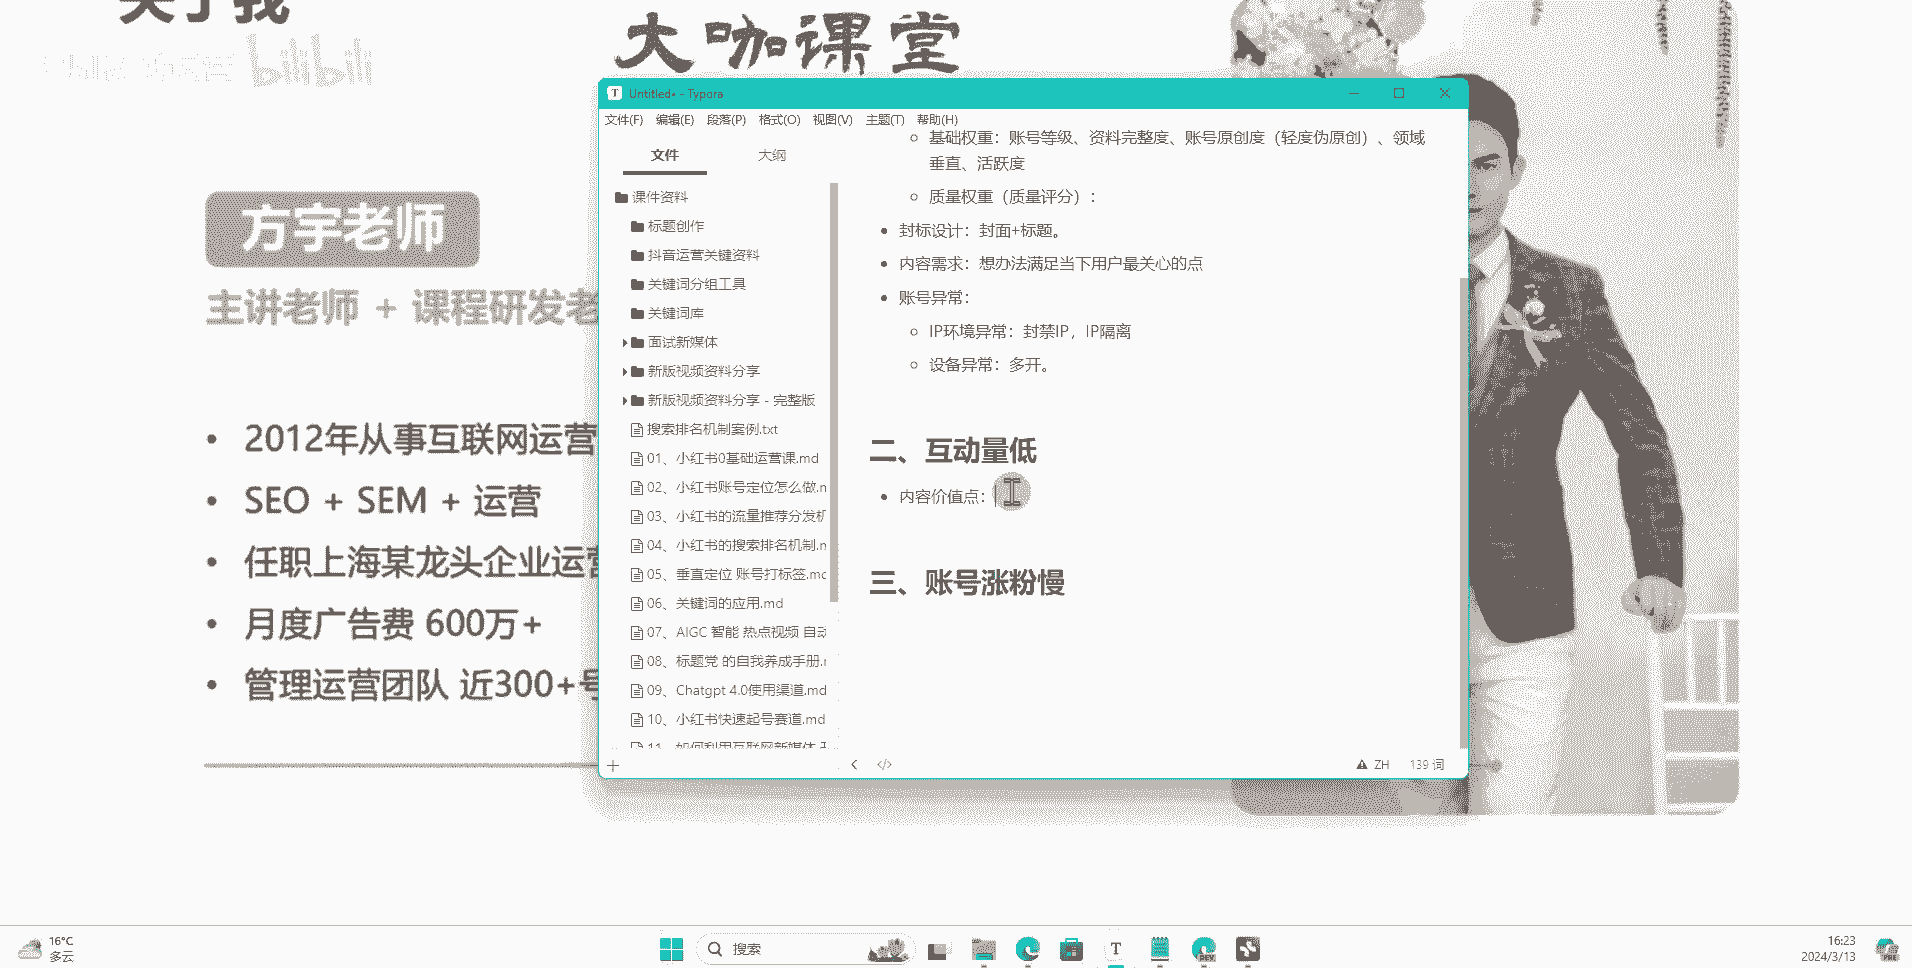 大咖课堂
bilibili
方宇老师
主讲老师 + 课程研发老
2012年从事互联网运营
SEO + SEM + 运营
任职上海某龙头企业运营
月度广告费 600万+
管理运营团队 近300+号
Untitled• - Typora
文件(F) 编辑(E) 段落(P) 格式(O) 视图(V) 主题(T) 帮助(H)
文件 大纲
课件资料
标题创作
抖音运营关键资料
关键词分组工具
关键词库
面试新媒体
新版视频资料分享
新版视频资料分享 - 完整版
搜索排名机制案例.txt
01、小红书0基础运营课.md
02、小红书账号定位怎么做.m
03、小红书的流量推荐分发机
04、小红书的搜索排名机制.m
05、垂直定位 账号打标签.mc
06、关键词的应用.md
07、AIGC 智能 热点视频 自动
08、标题党 的自我养成手册.r
09、Chatgpt 4.0使用渠道.md
10、小红书快速起号赛道.md
11、如何利用互联网新媒体
基础权重：账号等级、资料完整度、账号原创度（轻度伪原创）、领域
垂直、活跃度
质量权重（质量评分）：
封标设计：封面+标题。
内容需求：想办法满足当下用户最关心的点
账号异常：
IP环境异常：封禁IP，IP隔离
设备异常：多开。
二、互动量低
内容价值点：
三、账号涨粉慢
ZH 139 词
16°C
多云
搜索
16:23
2024/3/13